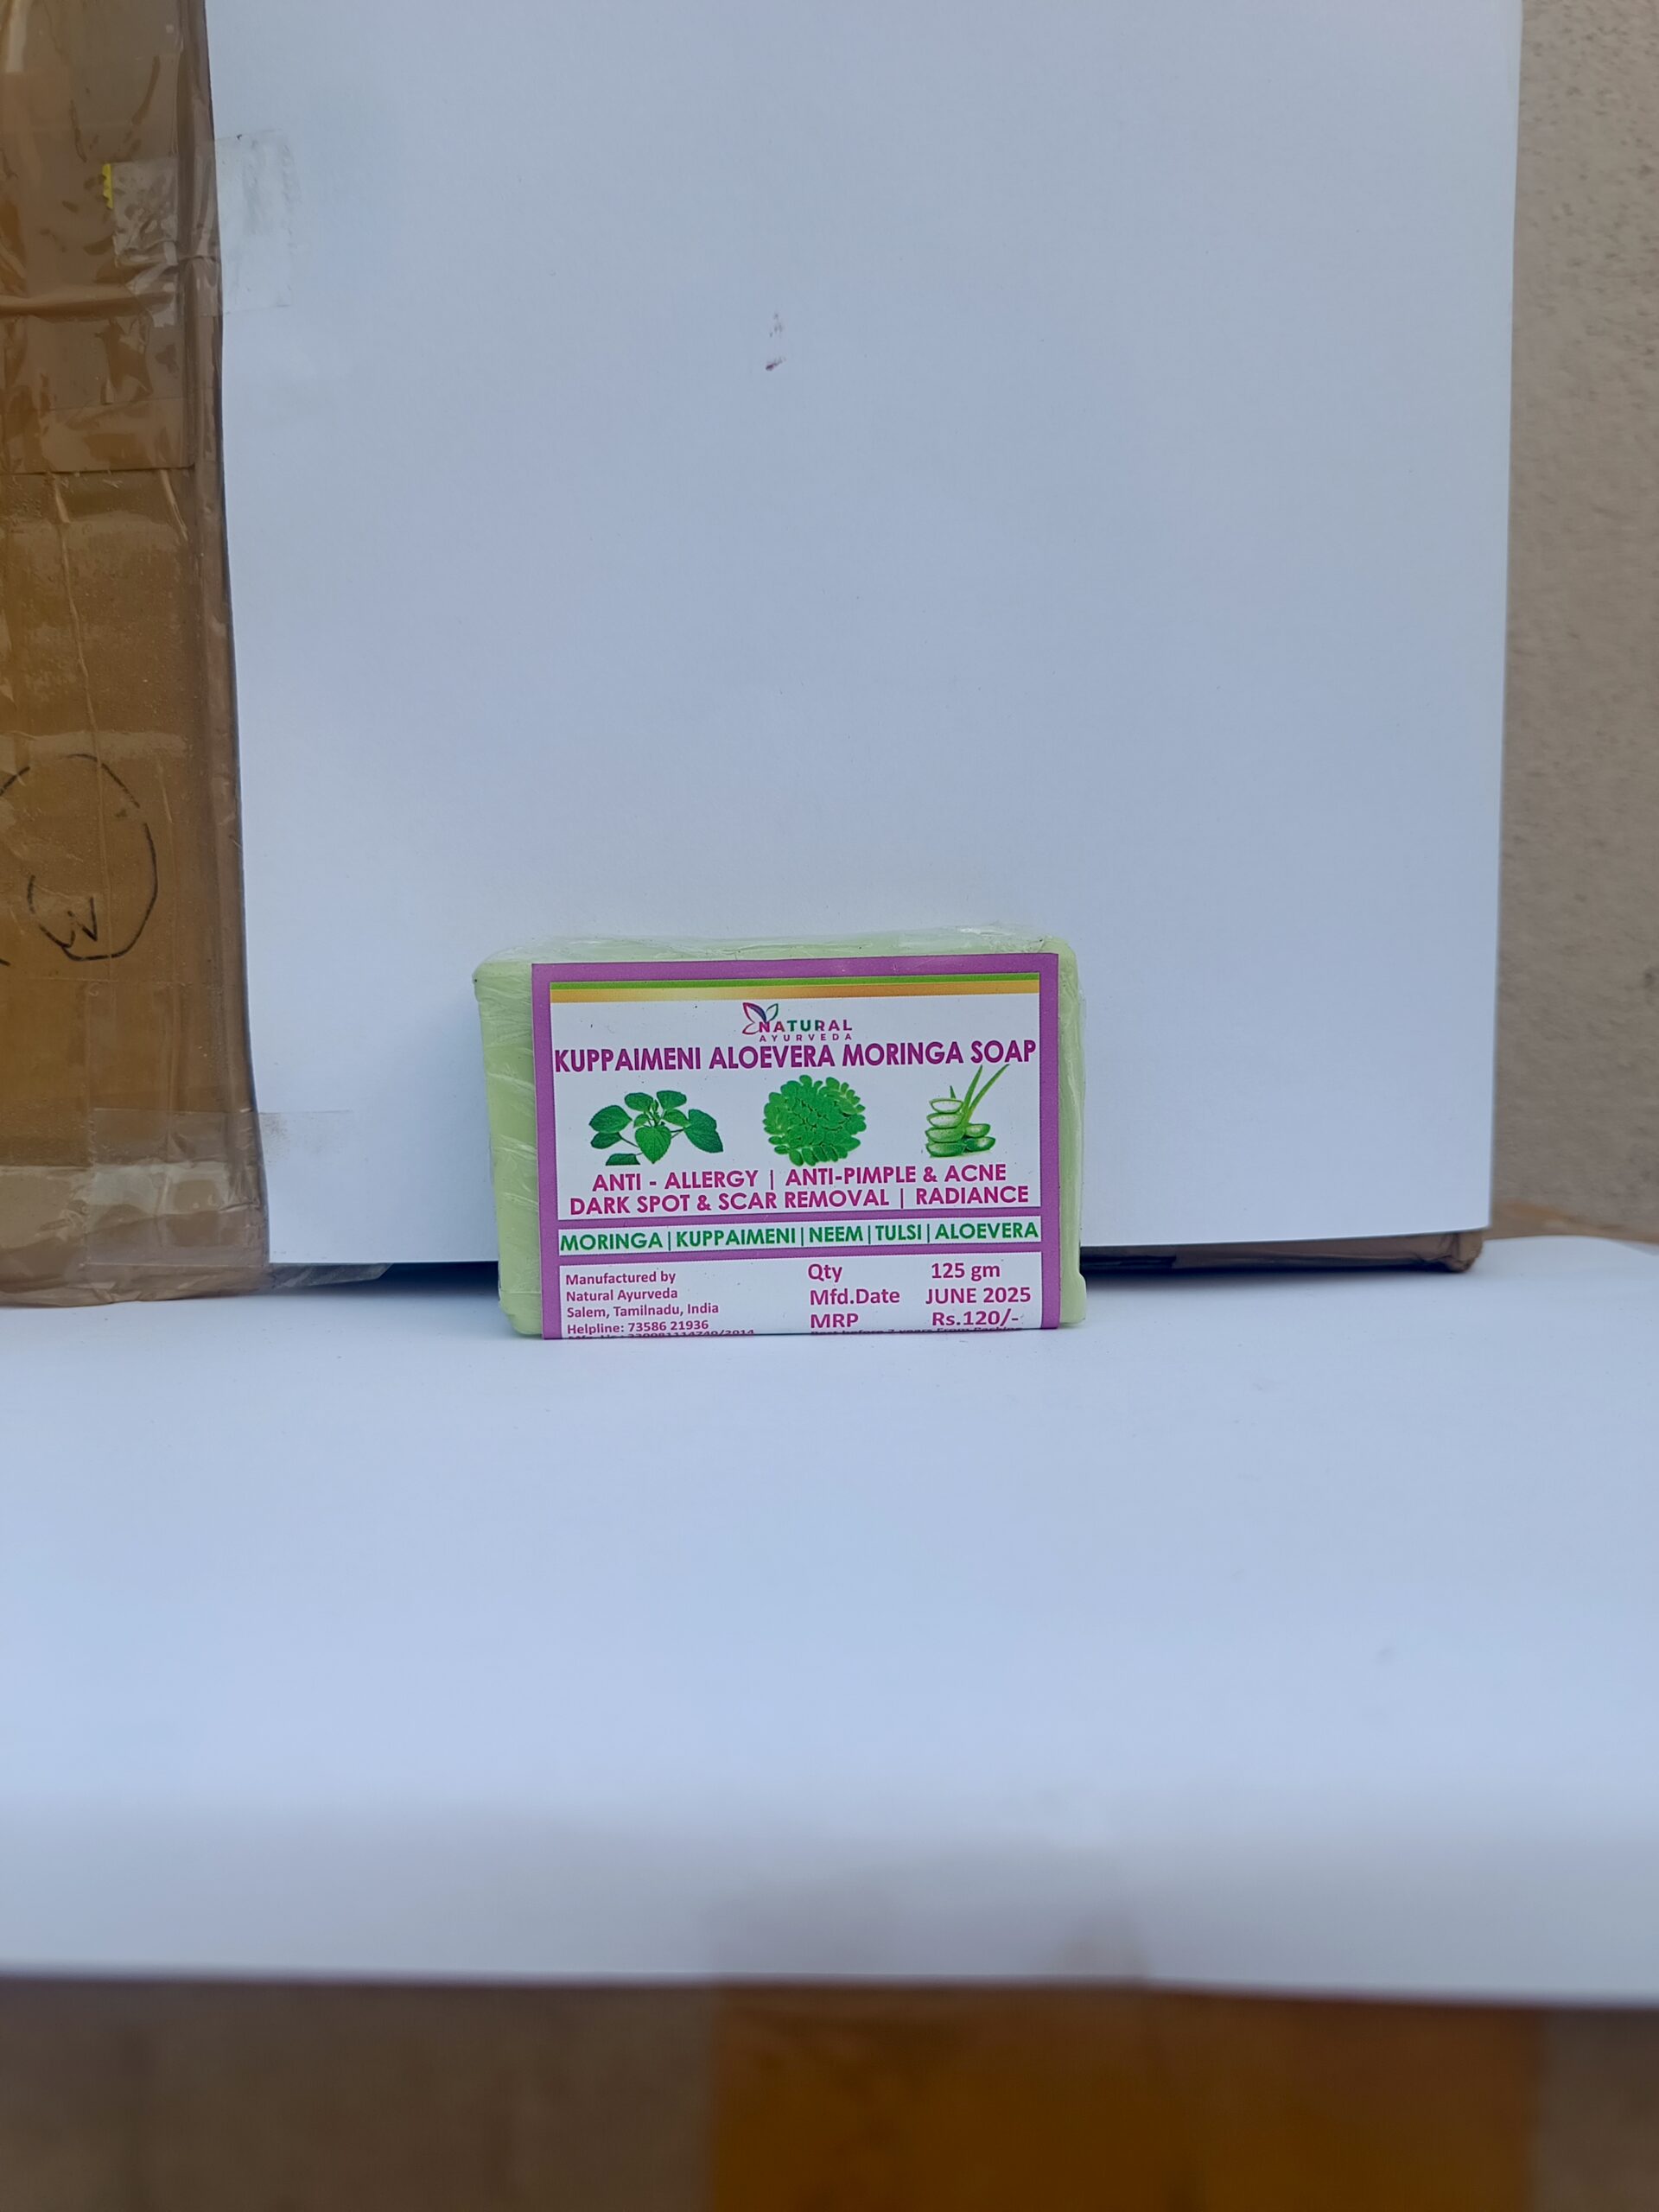 NATURAL
AYURVEDA
KUPPAIMENI ALOEVERA MORINGA SOAP
ANTI - ALLERGY | ANTI-PIMPLE & ACNE
DARK SPOT & SCAR REMOVAL | RADIANCE
MORINGA | KUPPAIMENI | NEEM | TULSI | ALOEVERA
Manufactured by
Natural Ayurveda
Salem, Tamilnadu, India
Helpline: 73586 21936
Qty 125 gm
Mfd.Date JUNE 2025
MRP Rs.120/-